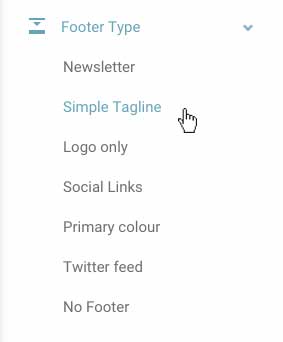 Footer Type
Newsletter
Simple Tagline
Logo only
Social Links
Primary colour
Twitter feed
No Footer